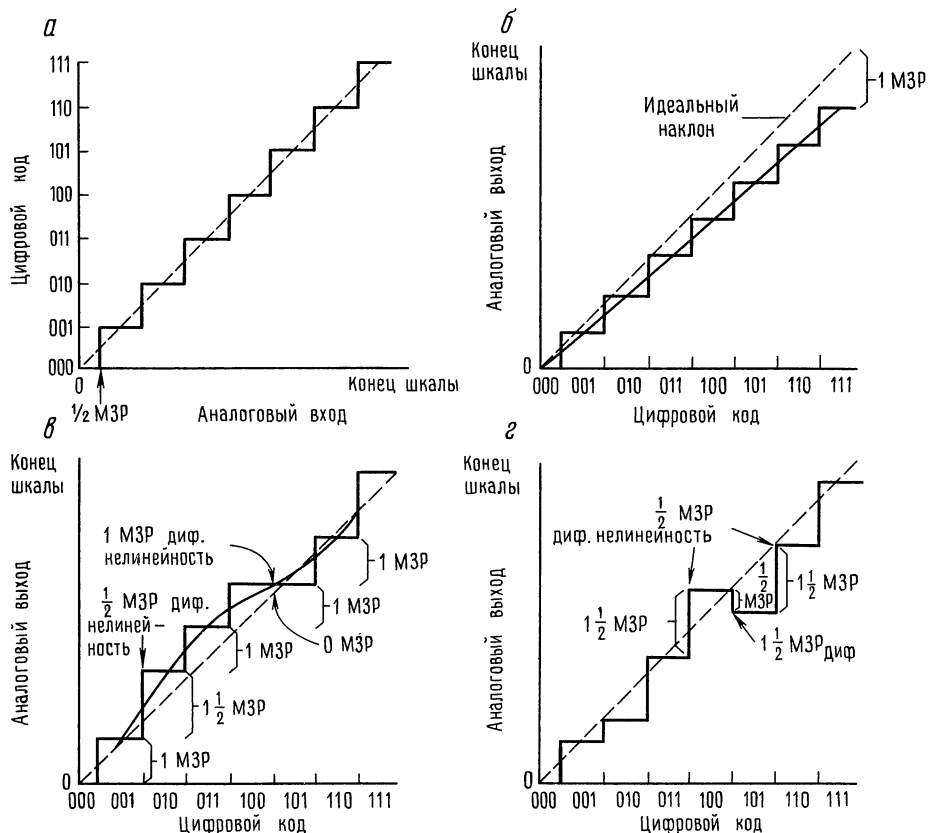 а
111
110
101
100
011
010
001
000
Цифровой код
0
1/2 МЗР
Конец шкалы
Аналоговый вход
б
Конец
шкалы
Идеальный
наклон
1 МЗР
Аналоговый выход
0
000 001 010 011 100 101 110 111
Цифровой код
в
Конец
шкалы
1 МЗР диф.
нелинейность
1/2 МЗР диф.
нелиней-
ность
1 МЗР
1 МЗР
0 МЗР
1 МЗР
1 1/2 МЗР
1 МЗР
Аналоговый выход
0
000 001 010 011 100 101 110 111
Цифровой код
г
Конец
шкалы
1/2 МЗР
диф. нелинейность
1 1/2 МЗР
1/2
МЗР
1 1/2 МЗР
1 1/2 МЗР диф
Аналоговый выход
0
000 001 010 011 100 101 110 111
Цифровой код